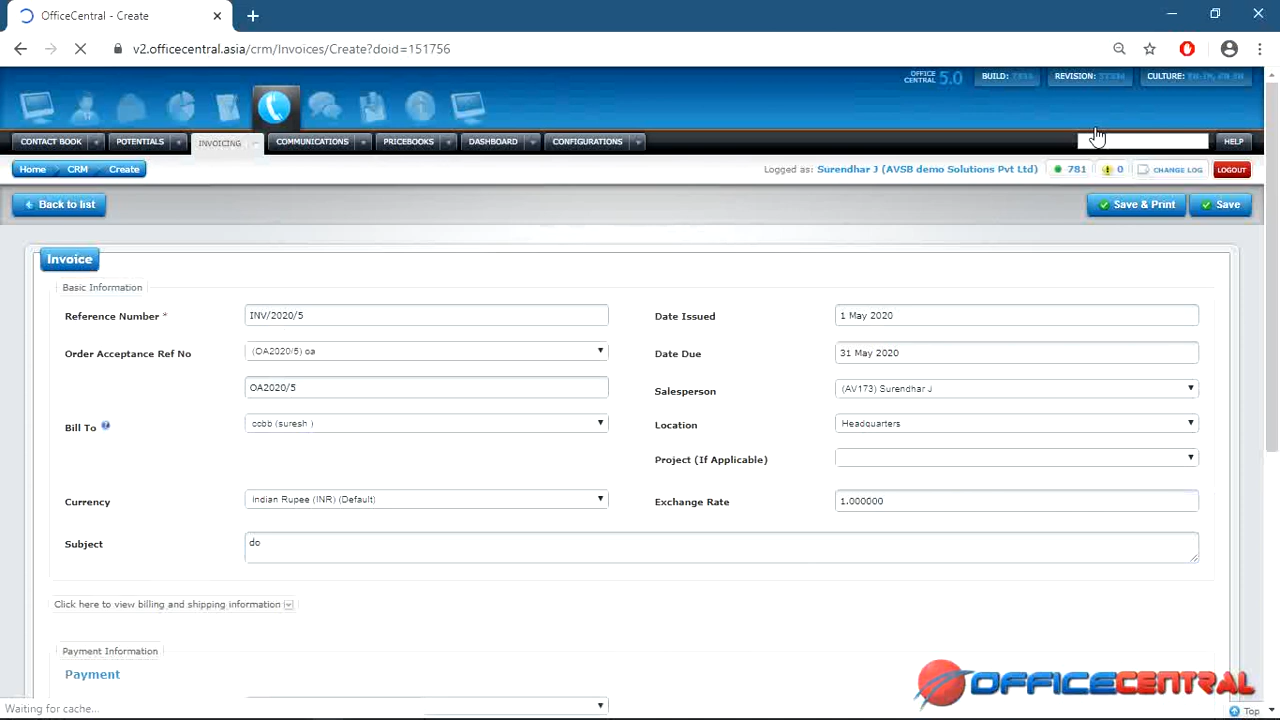 OfficeCentral - Create
v2.officecentral.asia/crm/Invoices/Create?doid=151756
OFFICE CENTRAL 5.0
BUILD:
REVISION:
CULTURE:
CONTACT BOOK
POTENTIALS
INVOICING
COMMUNICATIONS
PRICEBOOKS
DASHBOARD
CONFIGURATIONS
HELP
Home CRM Create
Logged as: Surendhar J (AVSB demo Solutions Pvt Ltd)
781
0
CHANGE LOG
LOGOUT
Back to list
Save & Print
Save
Invoice
Basic Information
Reference Number * INV/2020/5
Date Issued 1 May 2020
Order Acceptance Ref No (OA2020/5) oa
Date Due 31 May 2020
OA2020/5
Salesperson (AV173) Surendhar J
Bill To ccbb (suresh )
Location Headquarters
Project (If Applicable)
Currency Indian Rupee (INR) (Default)
Exchange Rate 1.000000
Subject do
Click here to view billing and shipping information
Payment Information
Payment
OFFICECENTRAL
Waiting for cache...
Top